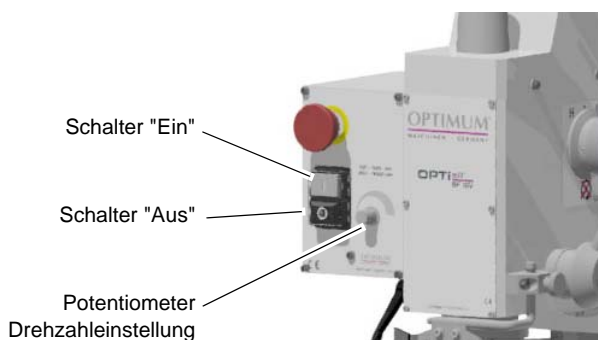 Schalter "Ein"
Schalter "Aus"
Potentiometer
Drehzahleinstellung
OPTIMUM
MASCHINEN - GERMANY
OPTi